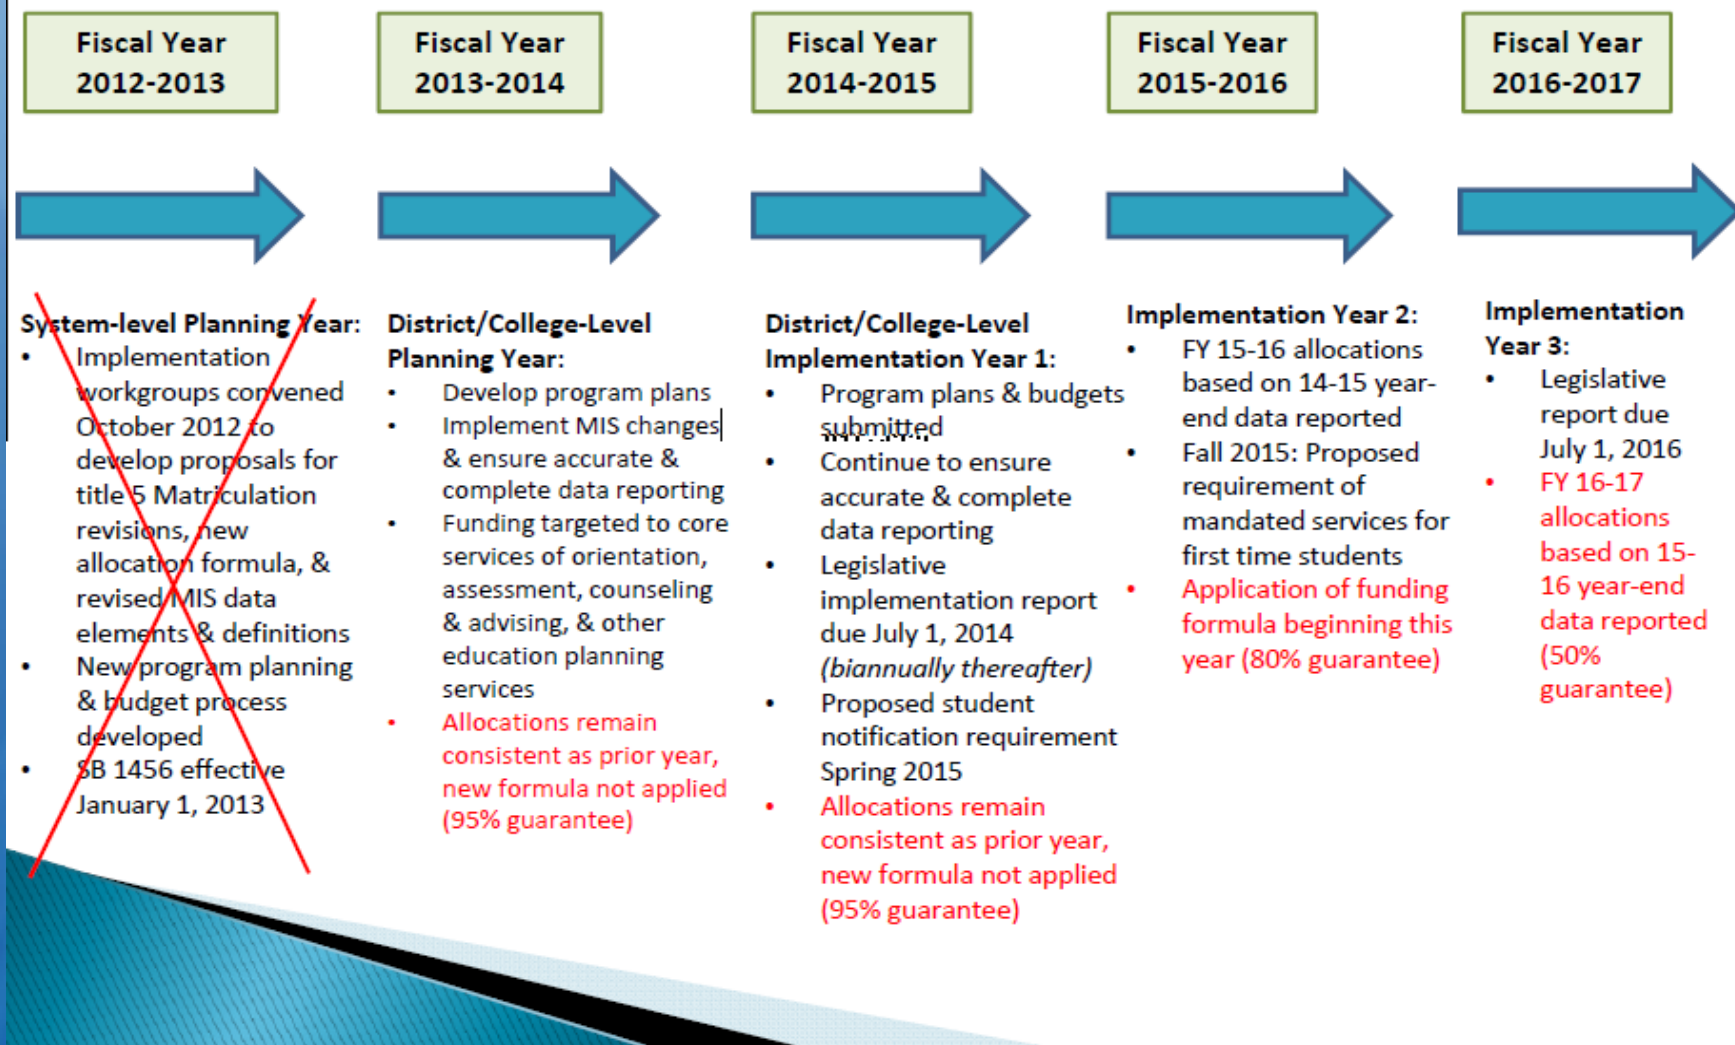 Fiscal Year
2012-2013
Fiscal Year
2013-2014
Fiscal Year
2014-2015
Fiscal Year
2015-2016
Fiscal Year
2016-2017
System-level Planning Year:
• Implementation
workgroups convened
October 2012 to
develop proposals for
title 5 Matriculation
revisions, new
allocation formula, &
revised MIS data
elements & definitions
• New program planning
& budget process
developed
• SB 1456 effective
January 1, 2013
District/College-Level
Planning Year:
• Develop program plans
• Implement MIS changes
& ensure accurate &
complete data reporting
• Funding targeted to core
services of orientation,
assessment, counseling
& advising, & other
education planning
services
• Allocations remain
consistent as prior year,
new formula not applied
(95% guarantee)
District/College-Level
Implementation Year 1:
• Program plans & budgets
submitted
• Continue to ensure
accurate & complete
data reporting
• Legislative
implementation report
due July 1, 2014
(biannually thereafter)
• Proposed student
notification requirement
Spring 2015
• Allocations remain
consistent as prior year,
new formula not applied
(95% guarantee)
Implementation Year 2:
• FY 15-16 allocations
based on 14-15 year-
end data reported
• Fall 2015: Proposed
requirement of
mandated services for
first time students
• Application of funding
formula beginning this
year (80% guarantee)
Implementation
Year 3:
• Legislative
report due
July 1, 2016
• FY 16-17
allocations
based on 15-
16 year-end
data reported
(50%
guarantee)